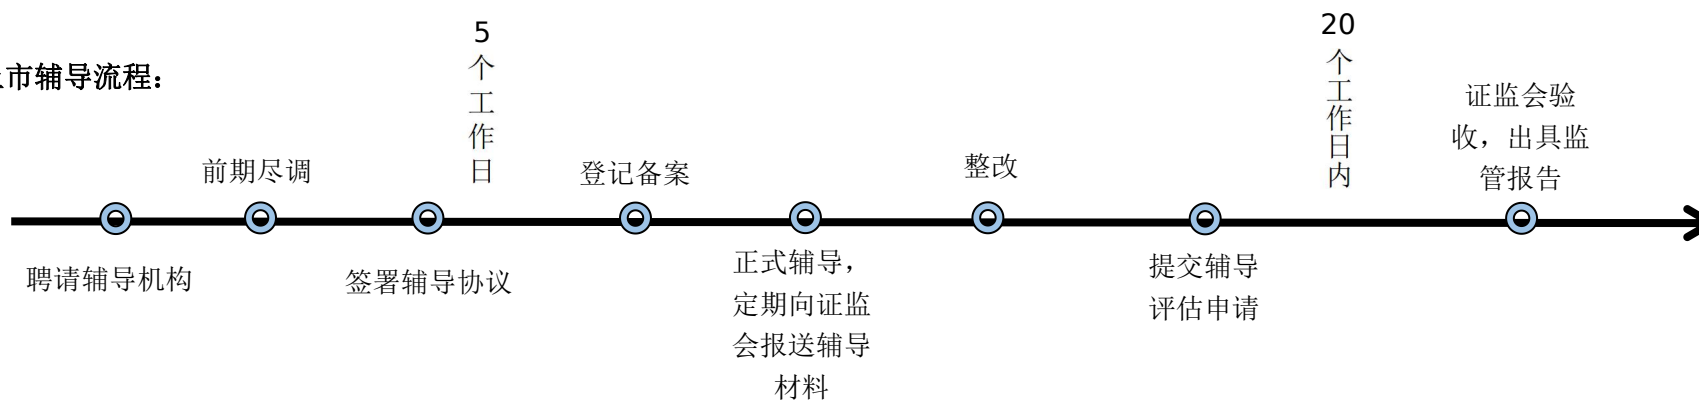 市辅导流程：
5
个
工
作
日
20
个
工
作
日
内
前期尽调
登记备案
整改
证监会验
收，出具监
管报告
聘请辅导机构
签署辅导协议
正式辅导，
定期向证监
会报送辅导
材料
提交辅导
评估申请